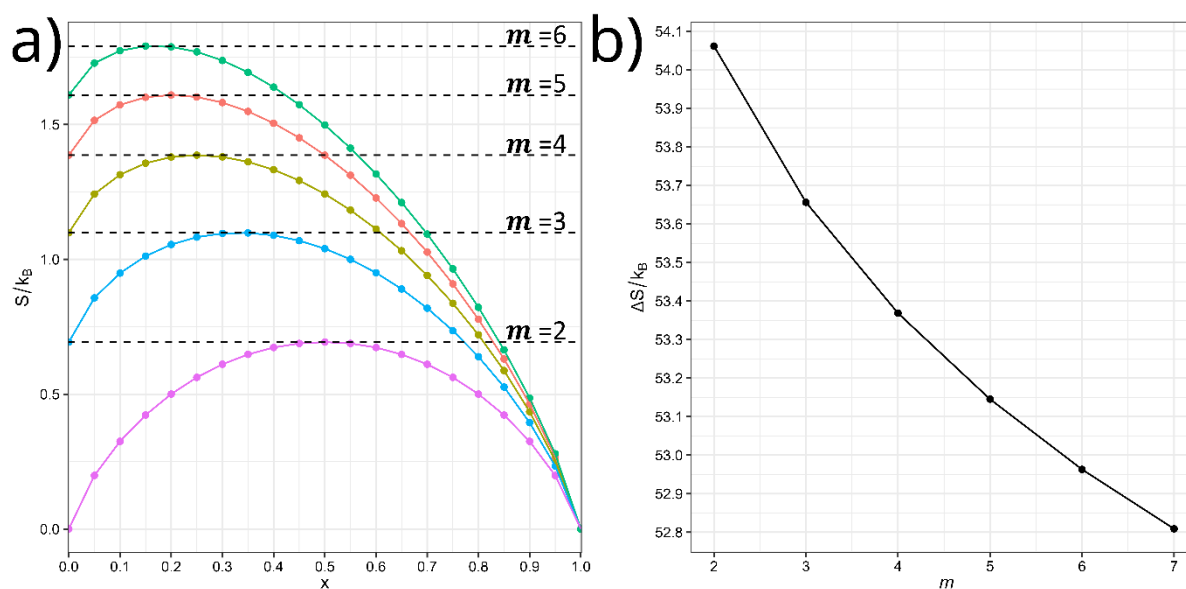 a)
S/k_B
1.5
1.0
0.5
0.0
m =6
m =5
m =4
m =3
m =2
0.0 0.1 0.2 0.3 0.4 0.5 0.6 0.7 0.8 0.9 1.0
x
b)
ΔS/k_B
54.1
54.0
53.9
53.8
53.7
53.6
53.5
53.4
53.3
53.2
53.1
53.0
52.9
52.8
2 3 4 5 6 7
m